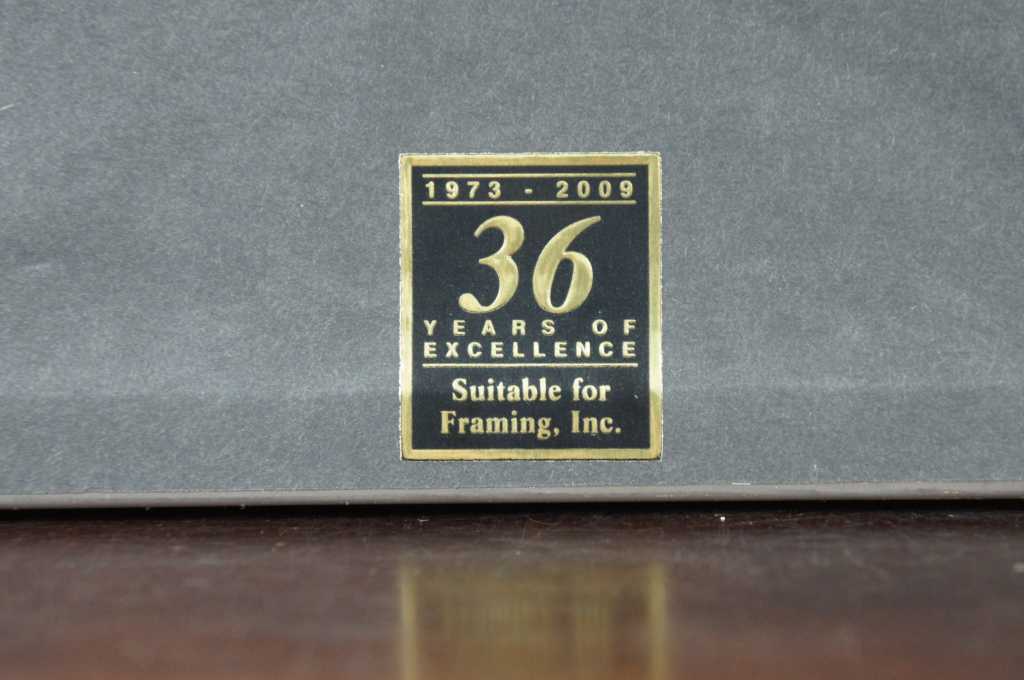 1973 - 2009
36
YEARS OF
EXCELLENCE
Suitable for
Framing, Inc.